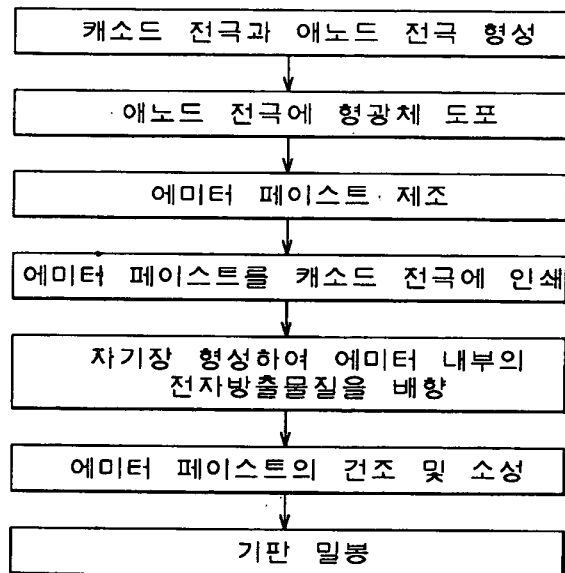 캐소드 전극과 애노드 전극 형성
애노드 전극에 형광체 도포
에미터 페이스트 제조
에미터 페이스트를 캐소드 전극에 인쇄
자기장 형성하여 에미터 내부의
전자방출물질을 배향
에미터 페이스트의 건조 및 소성
기판 밀봉